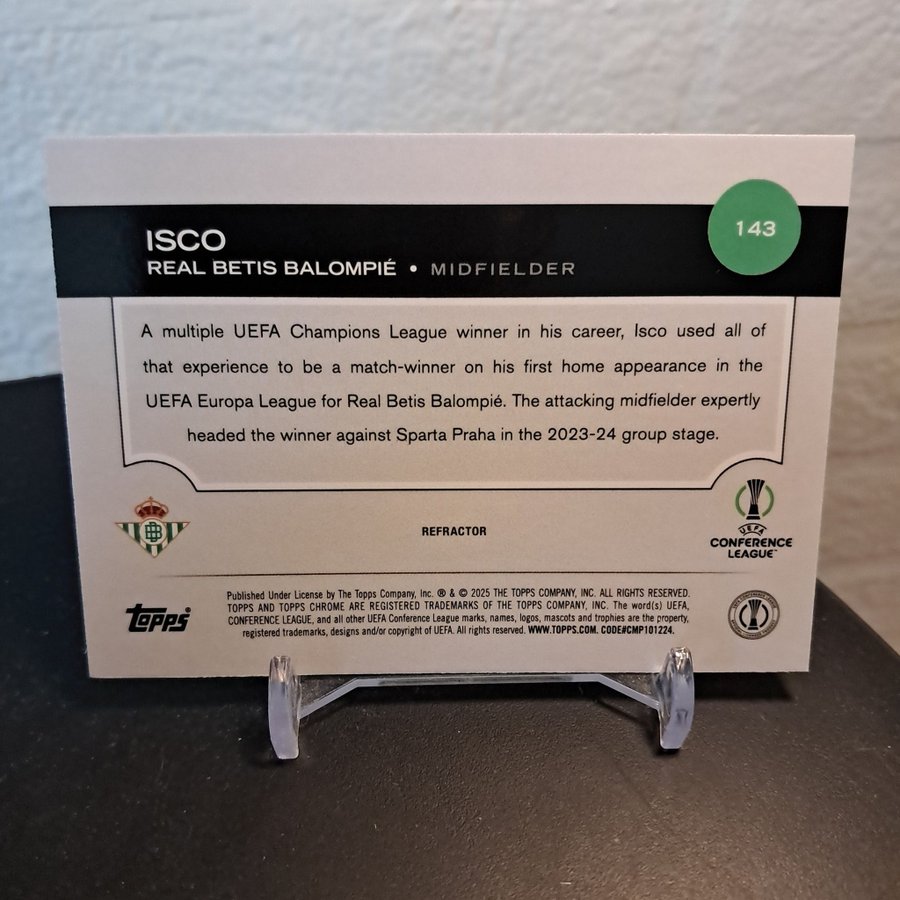 ISCO
REAL BETIS BALOMPIÉ • MIDFIELDER
143
A multiple UEFA Champions League winner in his career, Isco used all of
that experience to be a match-winner on his first home appearance in the
UEFA Europa League for Real Betis Balompié. The attacking midfielder expertly
headed the winner against Sparta Praha in the 2023-24 group stage.
REFRACTOR
UEFA
CONFERENCE
LEAGUE™
topps®
Published Under License by The Topps Company, Inc. ® & © 2025 THE TOPPS COMPANY, INC. ALL RIGHTS RESERVED.
TOPPS AND TOPPS CHROME ARE REGISTERED TRADEMARKS OF THE TOPPS COMPANY, INC. The word(s) UEFA,
CONFERENCE LEAGUE, and all other UEFA Conference League marks, names, logos, mascots and trophies are the property,
registered trademarks, designs and/or copyright of UEFA. All rights reserved. WWW.TOPPS.COM. CODE#CMP101224.